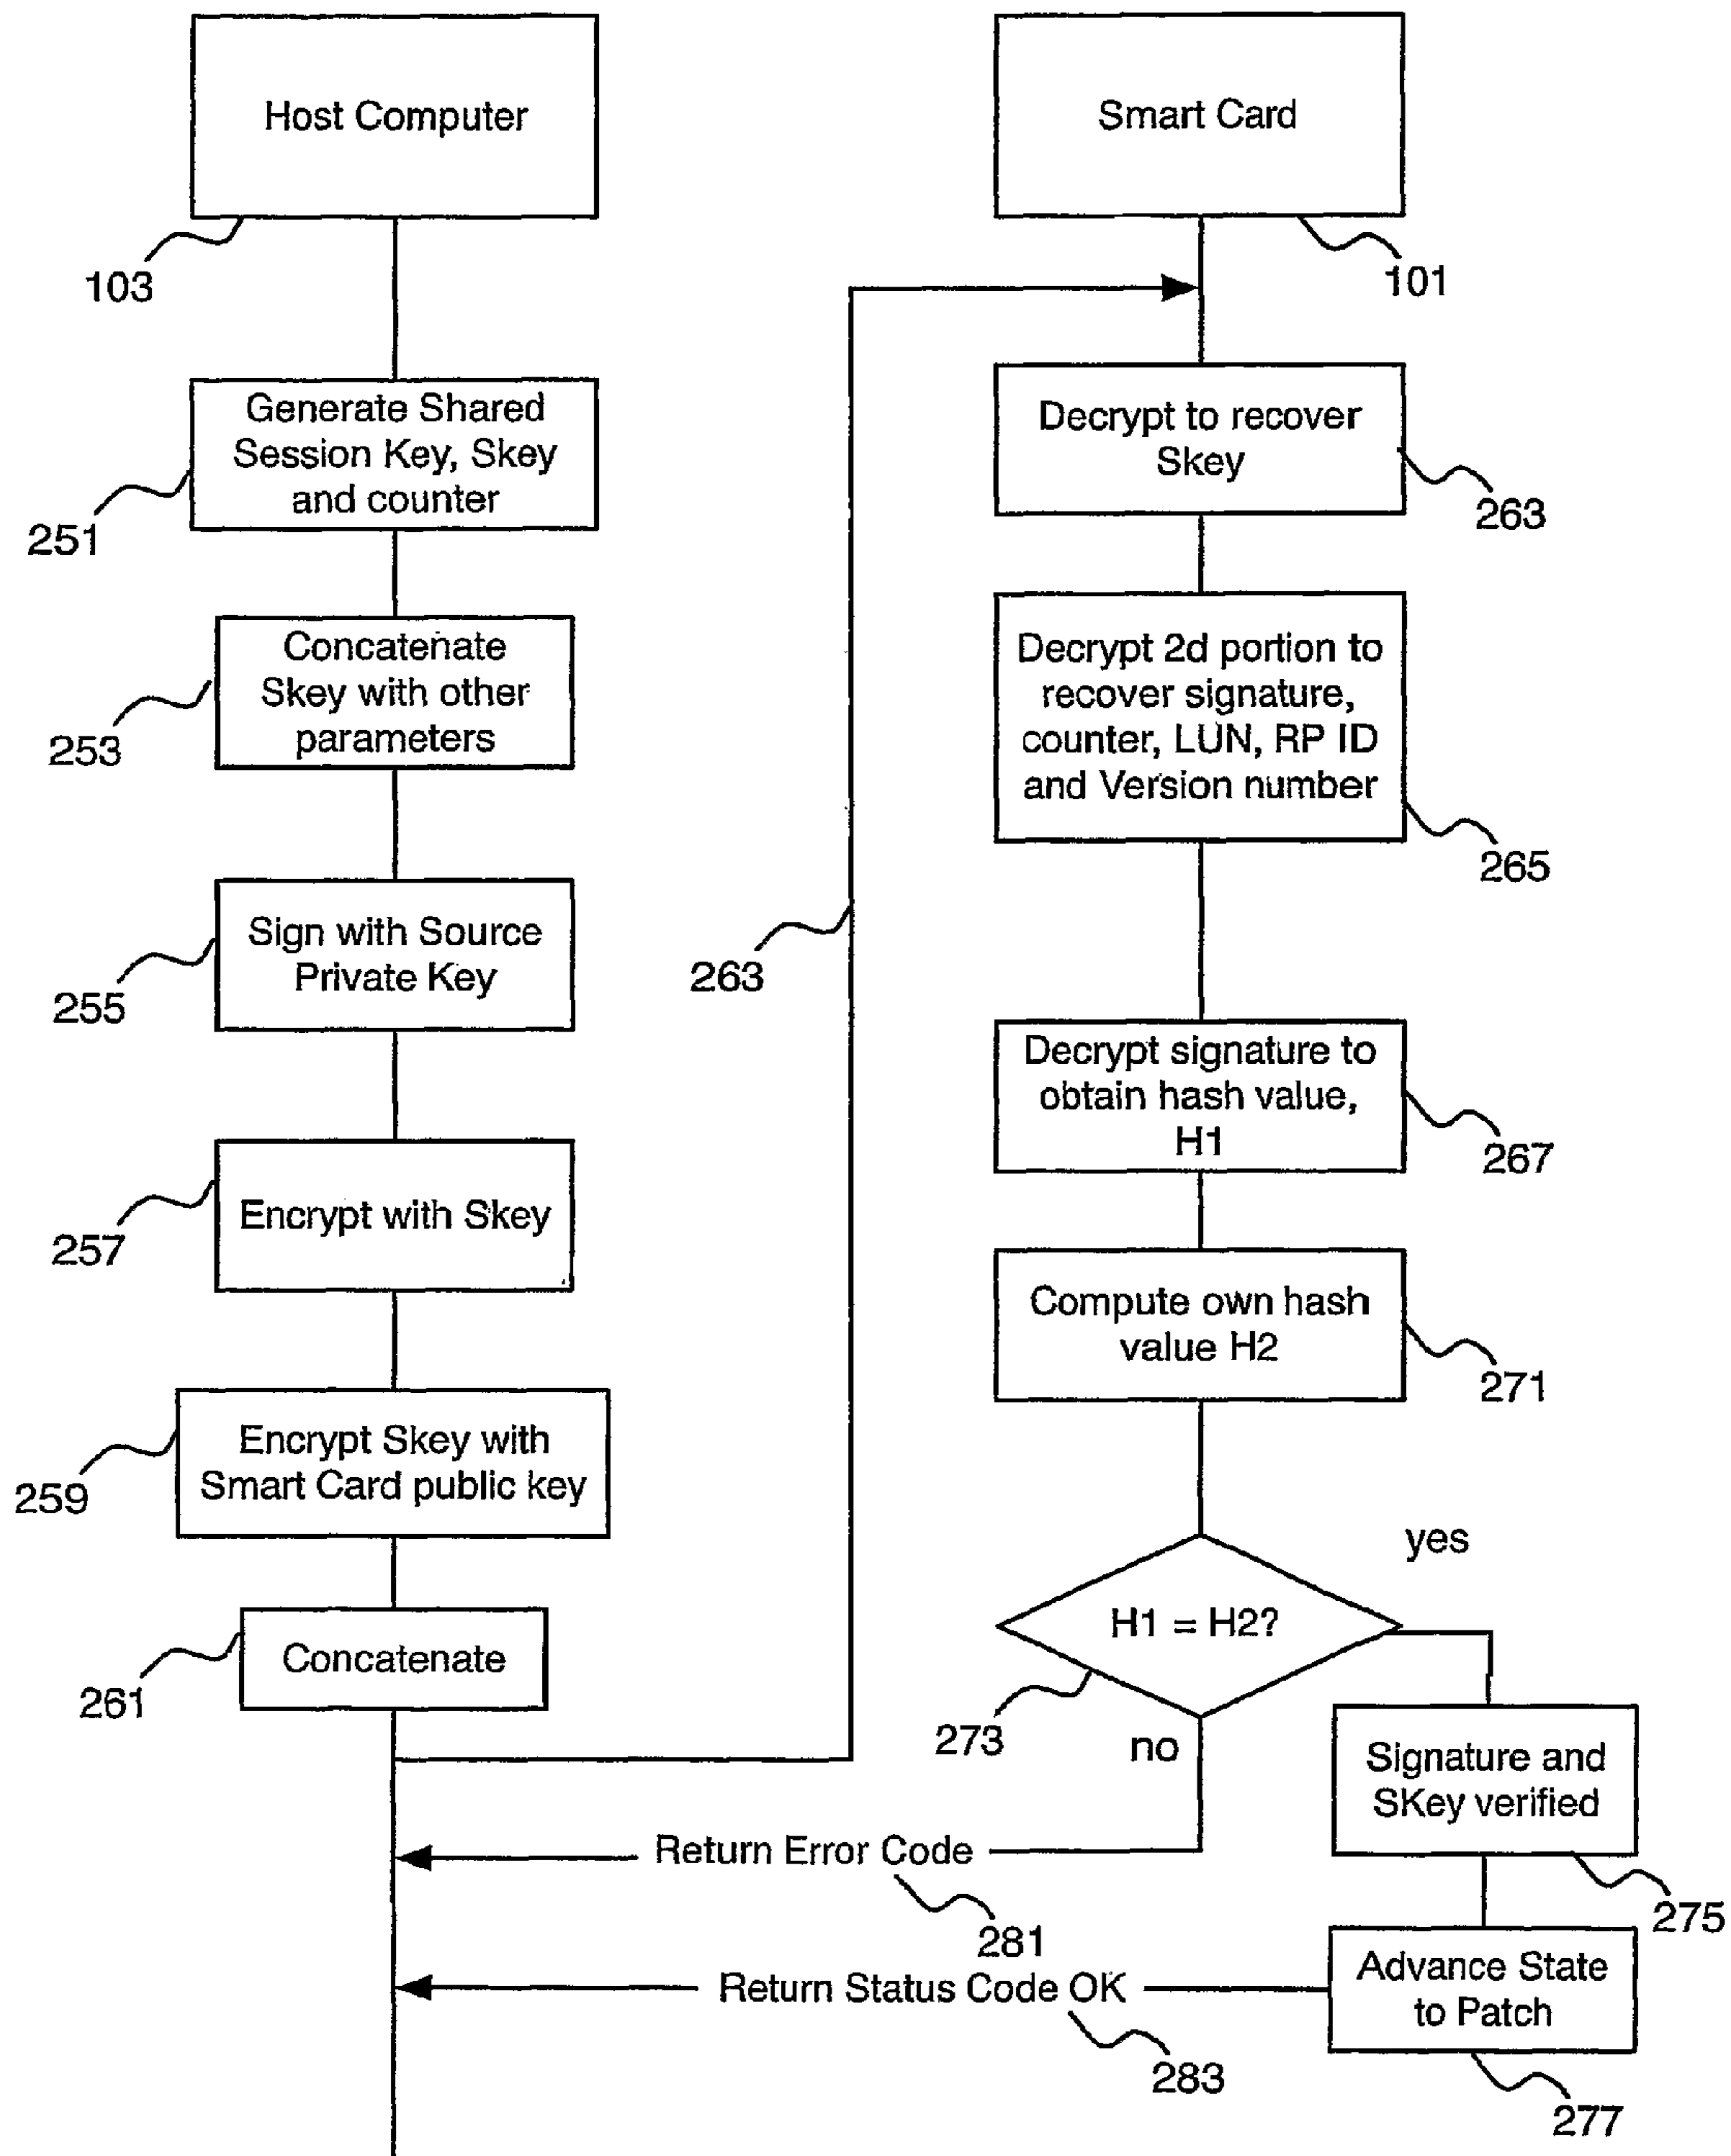 Host Computer
103
Generate Shared
Session Key, Skey
and counter
251
Concatenate
Skey with other
parameters
253
Sign with Source
Private Key
255
Encrypt with Skey
257
Encrypt Skey with
Smart Card public key
259
Concatenate
261
263
Smart Card
101
Decrypt to recover
Skey
263
Decrypt 2d portion to
recover signature,
counter, LUN, RP ID
and Version number
265
Decrypt signature to
obtain hash value,
H1
267
Compute own hash
value H2
271
H1 = H2?
273
yes
no
Signature and
SKey verified
275
Return Error Code
281
Advance State
to Patch
277
Return Status Code OK
283